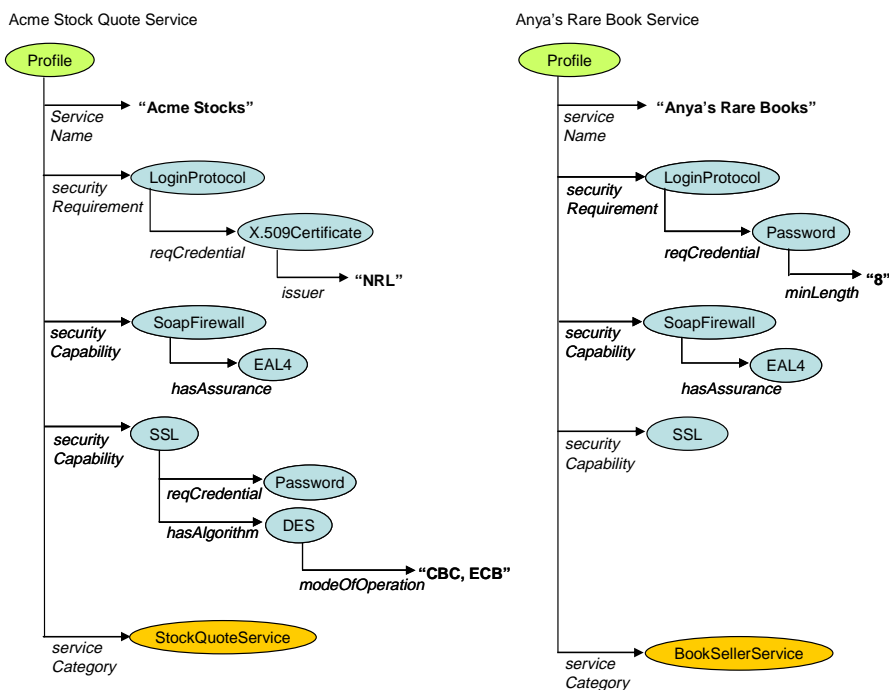 Acme Stock Quote Service
Profile
Service
Name
“Acme Stocks”
security
Requirement
LoginProtocol
reqCredential
X.509Certificate
issuer
“NRL”
security
Capability
SoapFirewall
hasAssurance
EAL4
security
Capability
SSL
reqCredential
Password
hasAlgorithm
DES
modeOfOperation
“CBC, ECB”
service
Category
StockQuoteService
Anya’s Rare Book Service
Profile
service
Name
“Anya’s Rare Books”
security
Requirement
LoginProtocol
reqCredential
Password
minLength
“8”
security
Capability
SoapFirewall
hasAssurance
EAL4
security
Capability
SSL
service
Category
BookSellerService